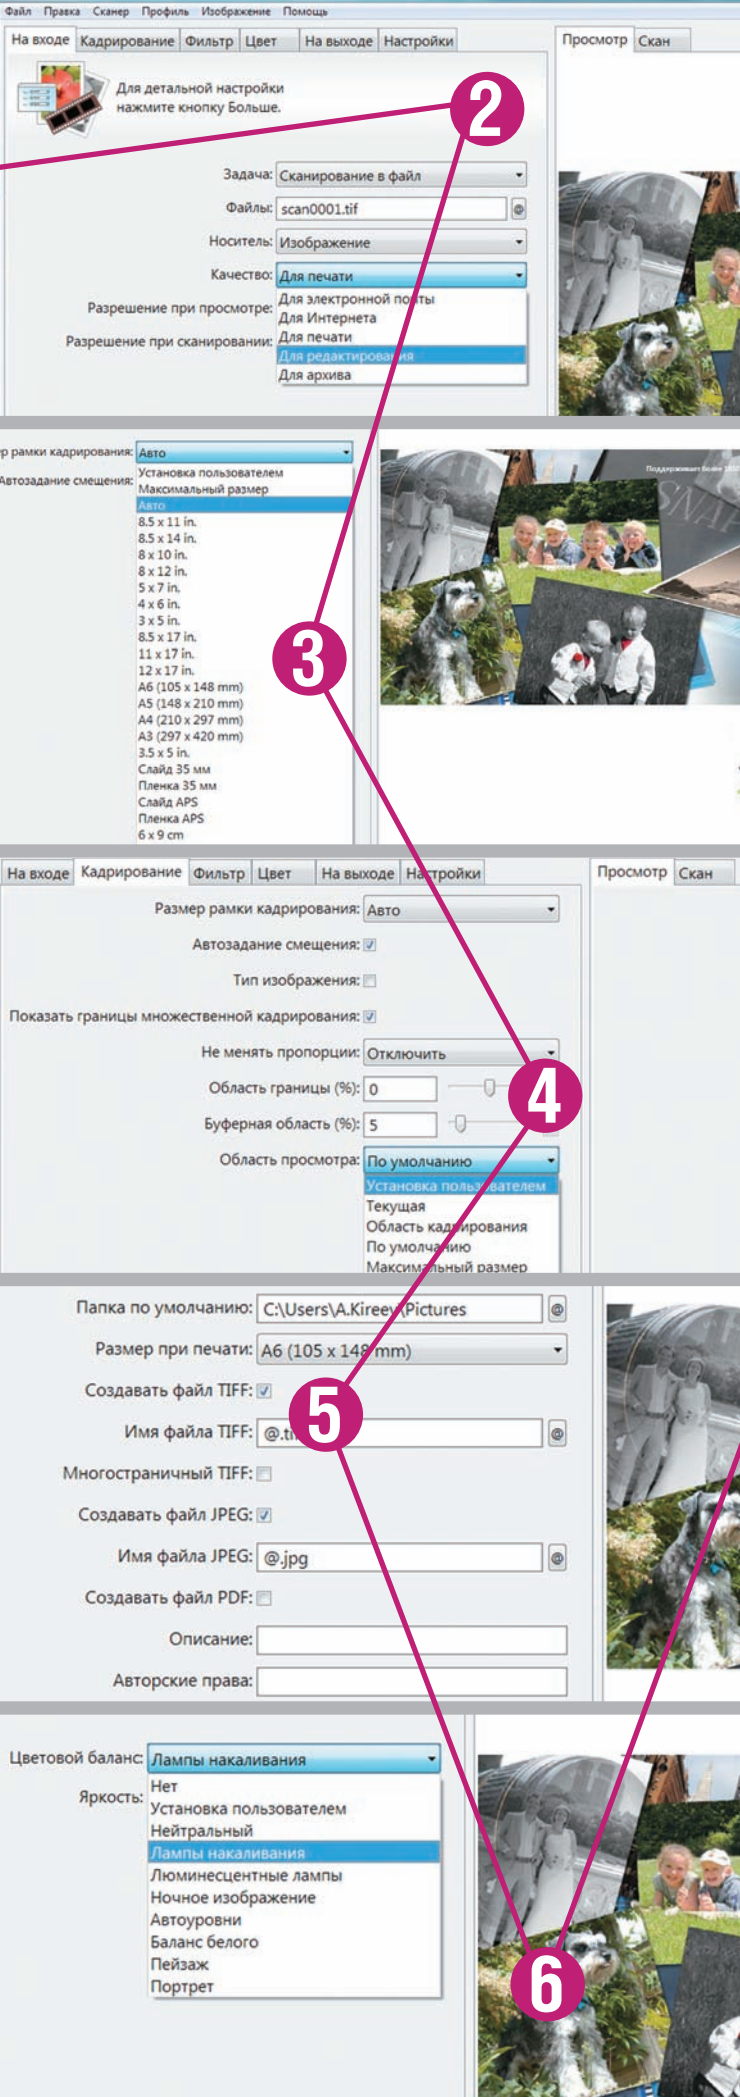 Файл Правка Сканер Профиль Изображение Помощь
На входе Кадрирование Фильтр Цвет На выходе Настройки Просмотр Скан
Для детальной настройки
нажмите кнопку Больше.
2
Задача: Сканирование в файл
Файлы: scan0001.tif @
Носитель: Изображение
Качество: Для печати
Разрешение при просмотре:
Разрешение при сканировании:
Для электронной почты
Для Интернета
Для печати
Для редактирования
Для архива
р рамки кадрирования: Авто
Автозадание смещения:
Установка пользователем
Максимальный размер
Авто
8.5 x 11 in.
8.5 x 14 in.
8 x 10 in.
8 x 12 in.
5 x 7 in.
4 x 6 in.
3 x 5 in.
8.5 x 17 in.
11 x 17 in.
12 x 17 in.
A6 (105 x 148 mm)
A5 (148 x 210 mm)
A4 (210 x 297 mm)
A3 (297 x 420 mm)
3.5 x 5 in.
Слайд 35 мм
Пленка 35 мм
Слайд APS
Пленка APS
6 x 9 cm
Поддерживает более
SNAP
3
На входе Кадрирование Фильтр Цвет На выходе Настройки Просмотр Скан
Размер рамки кадрирования: Авто
Автозадание смещения:
Тип изображения:
Показать границы множественной кадрирования:
Не менять пропорции: Отключить
Область границы (%): 0
4
Буферная область (%): 5
Область просмотра: По умолчанию
Установка пользователем
Текущая
Область кадрирования
По умолчанию
Максимальный размер
Папка по умолчанию: C:\Users\A.Kireev\Pictures @
Размер при печати: A6 (105 x 148 mm)
Создавать файл TIFF:
5
Имя файла TIFF: @.ti @
Многостраничный TIFF:
Создавать файл JPEG:
Имя файла JPEG: @.jpg @
Создавать файл PDF:
Описание:
Авторские права:
Цветовой баланс: Лампы накаливания
Яркость:
Нет
Установка пользователем
Нейтральный
Лампы накаливания
Люминесцентные лампы
Ночное изображение
Автоуровни
Баланс белого
Пейзаж
Портрет
6